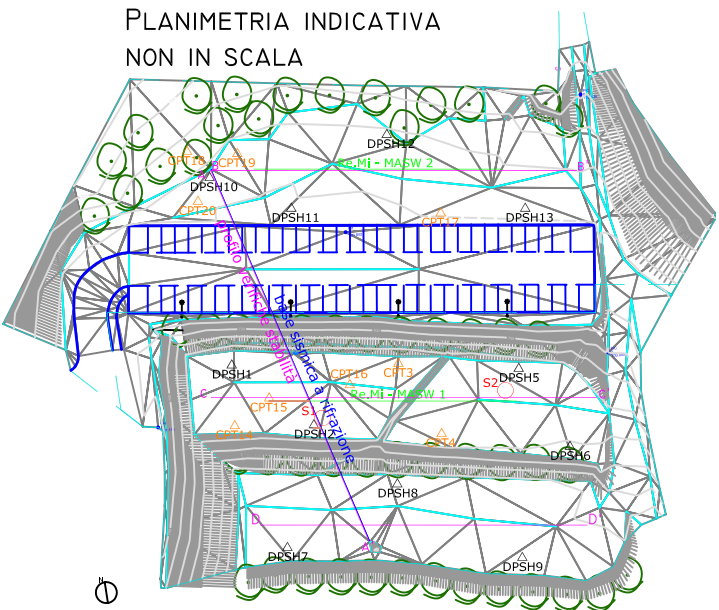 PLANIMETRIA INDICATIVA
NON IN SCALA
DPSH12
CPT18
CPT19
Re.Mi - MASW 2
B
DPSH10
CPT20
DPSH11
CPT17
DPSH13
profilo verifiche stabilità
base sismica a rifrazione
DPSH1
CPT16
CPT3
DPSH5
S2
C
CPT15
Re.Mi - MASW 1
C'
S1
CPT14
DPSH2
CPT4
DPSH6
DPSH8
D
D'
DPSH7
A
DPSH9
N